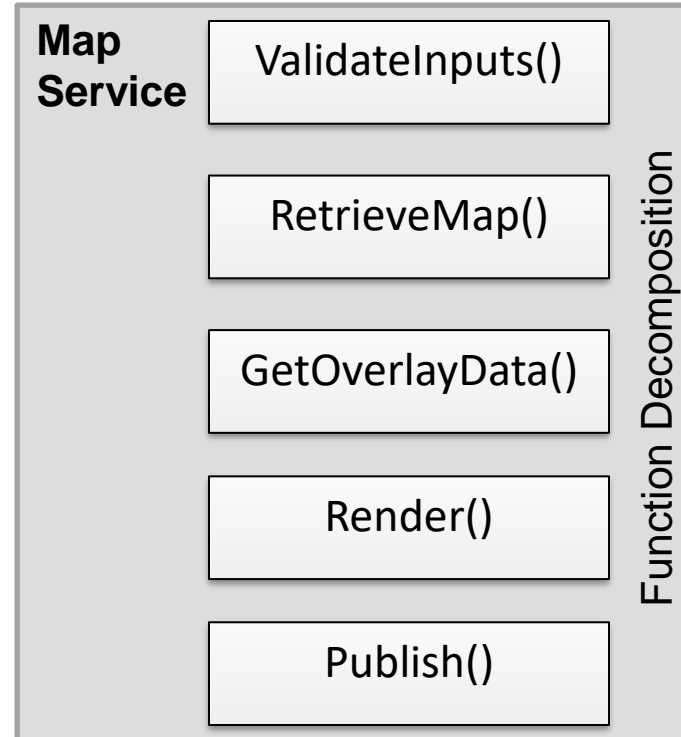 Map
Service
ValidateInputs()
RetrieveMap()
GetOverlayData()
Render()
Publish()
Function Decomposition